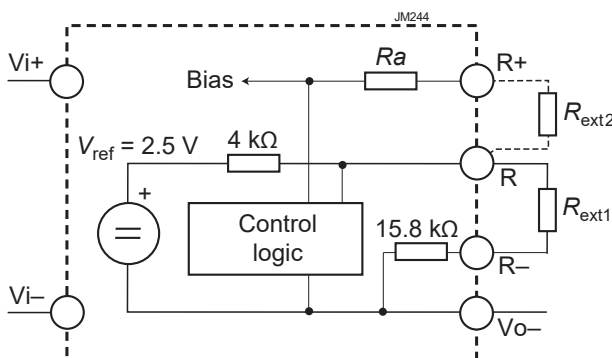 JM244
Vi+
R+
Bias
Ra
Rext2
Vref = 2.5 V
4 kΩ
R
+
Control
logic
15.8 kΩ
Rext1
R–
Vi–
Vo–